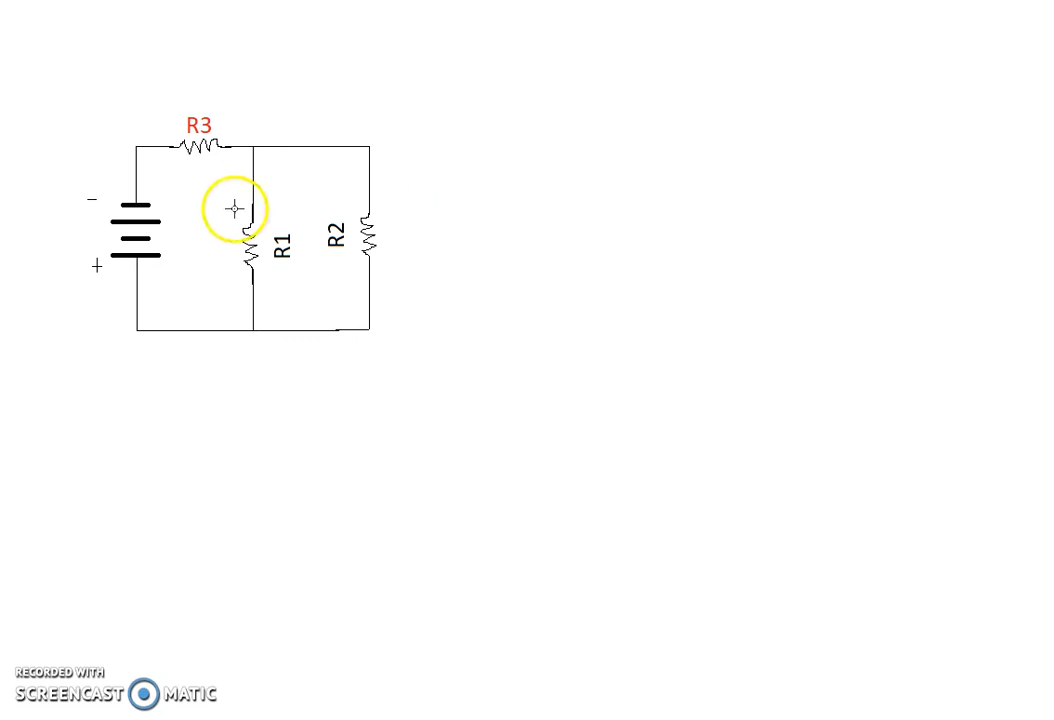 R3
–
R1
R2
+
RECORDED WITH
SCREENCAST MATIC